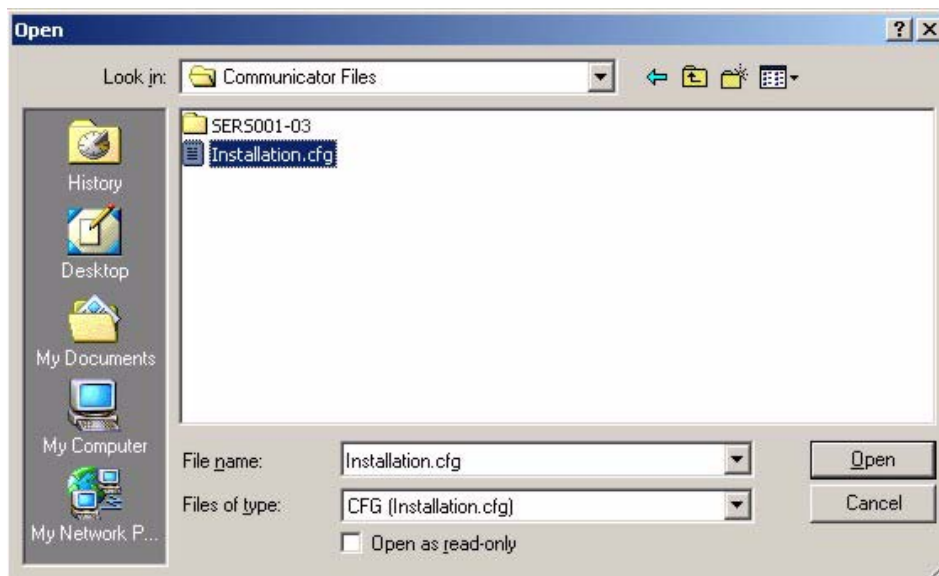 Open
Look in:
Communicator Files
SERS001-03
Installation.cfg
History
Desktop
My Documents
My Computer
My Network P...
File name:
Installation.cfg
Open
Files of type:
CFG (Installation.cfg)
Cancel
Open as read-only